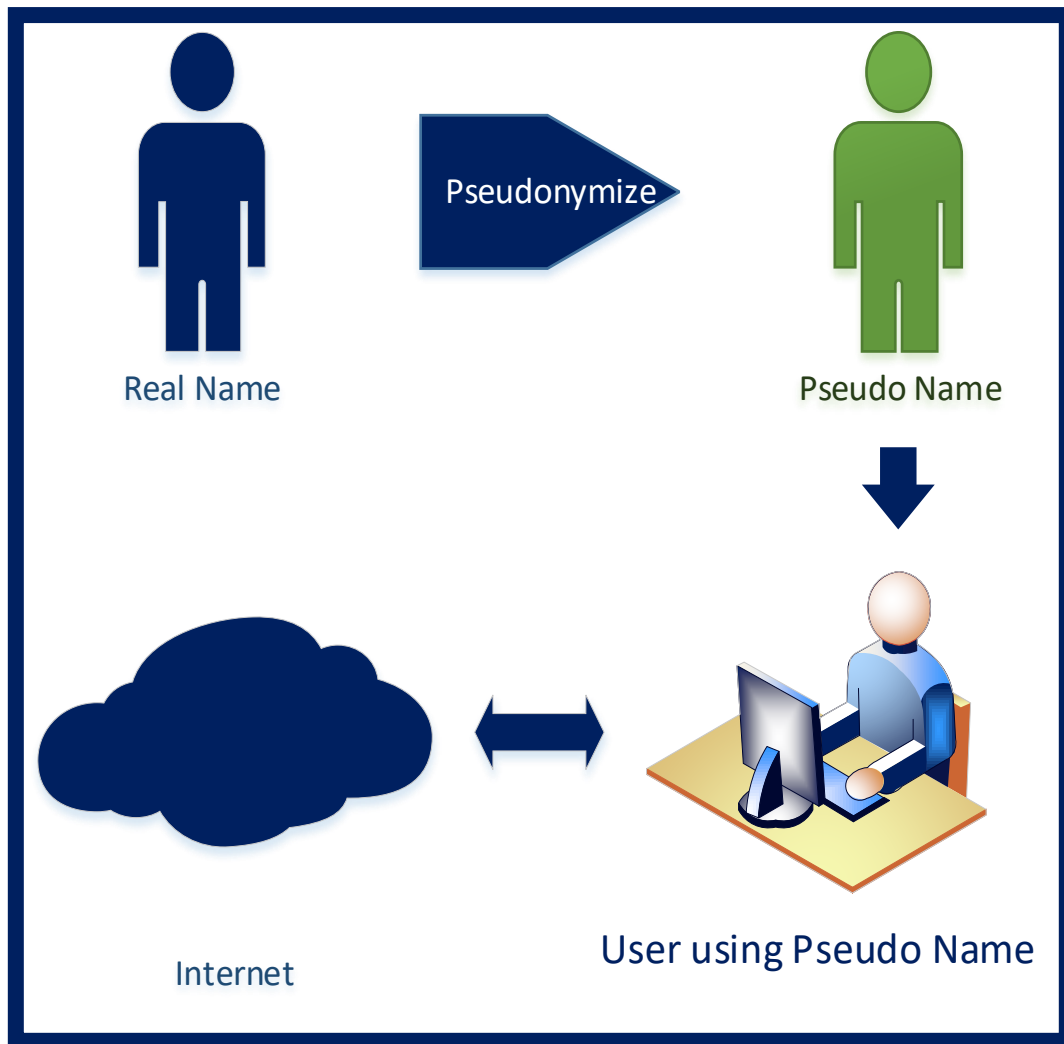 Pseudonymize
Real Name
Pseudo Name
User using Pseudo Name
Internet